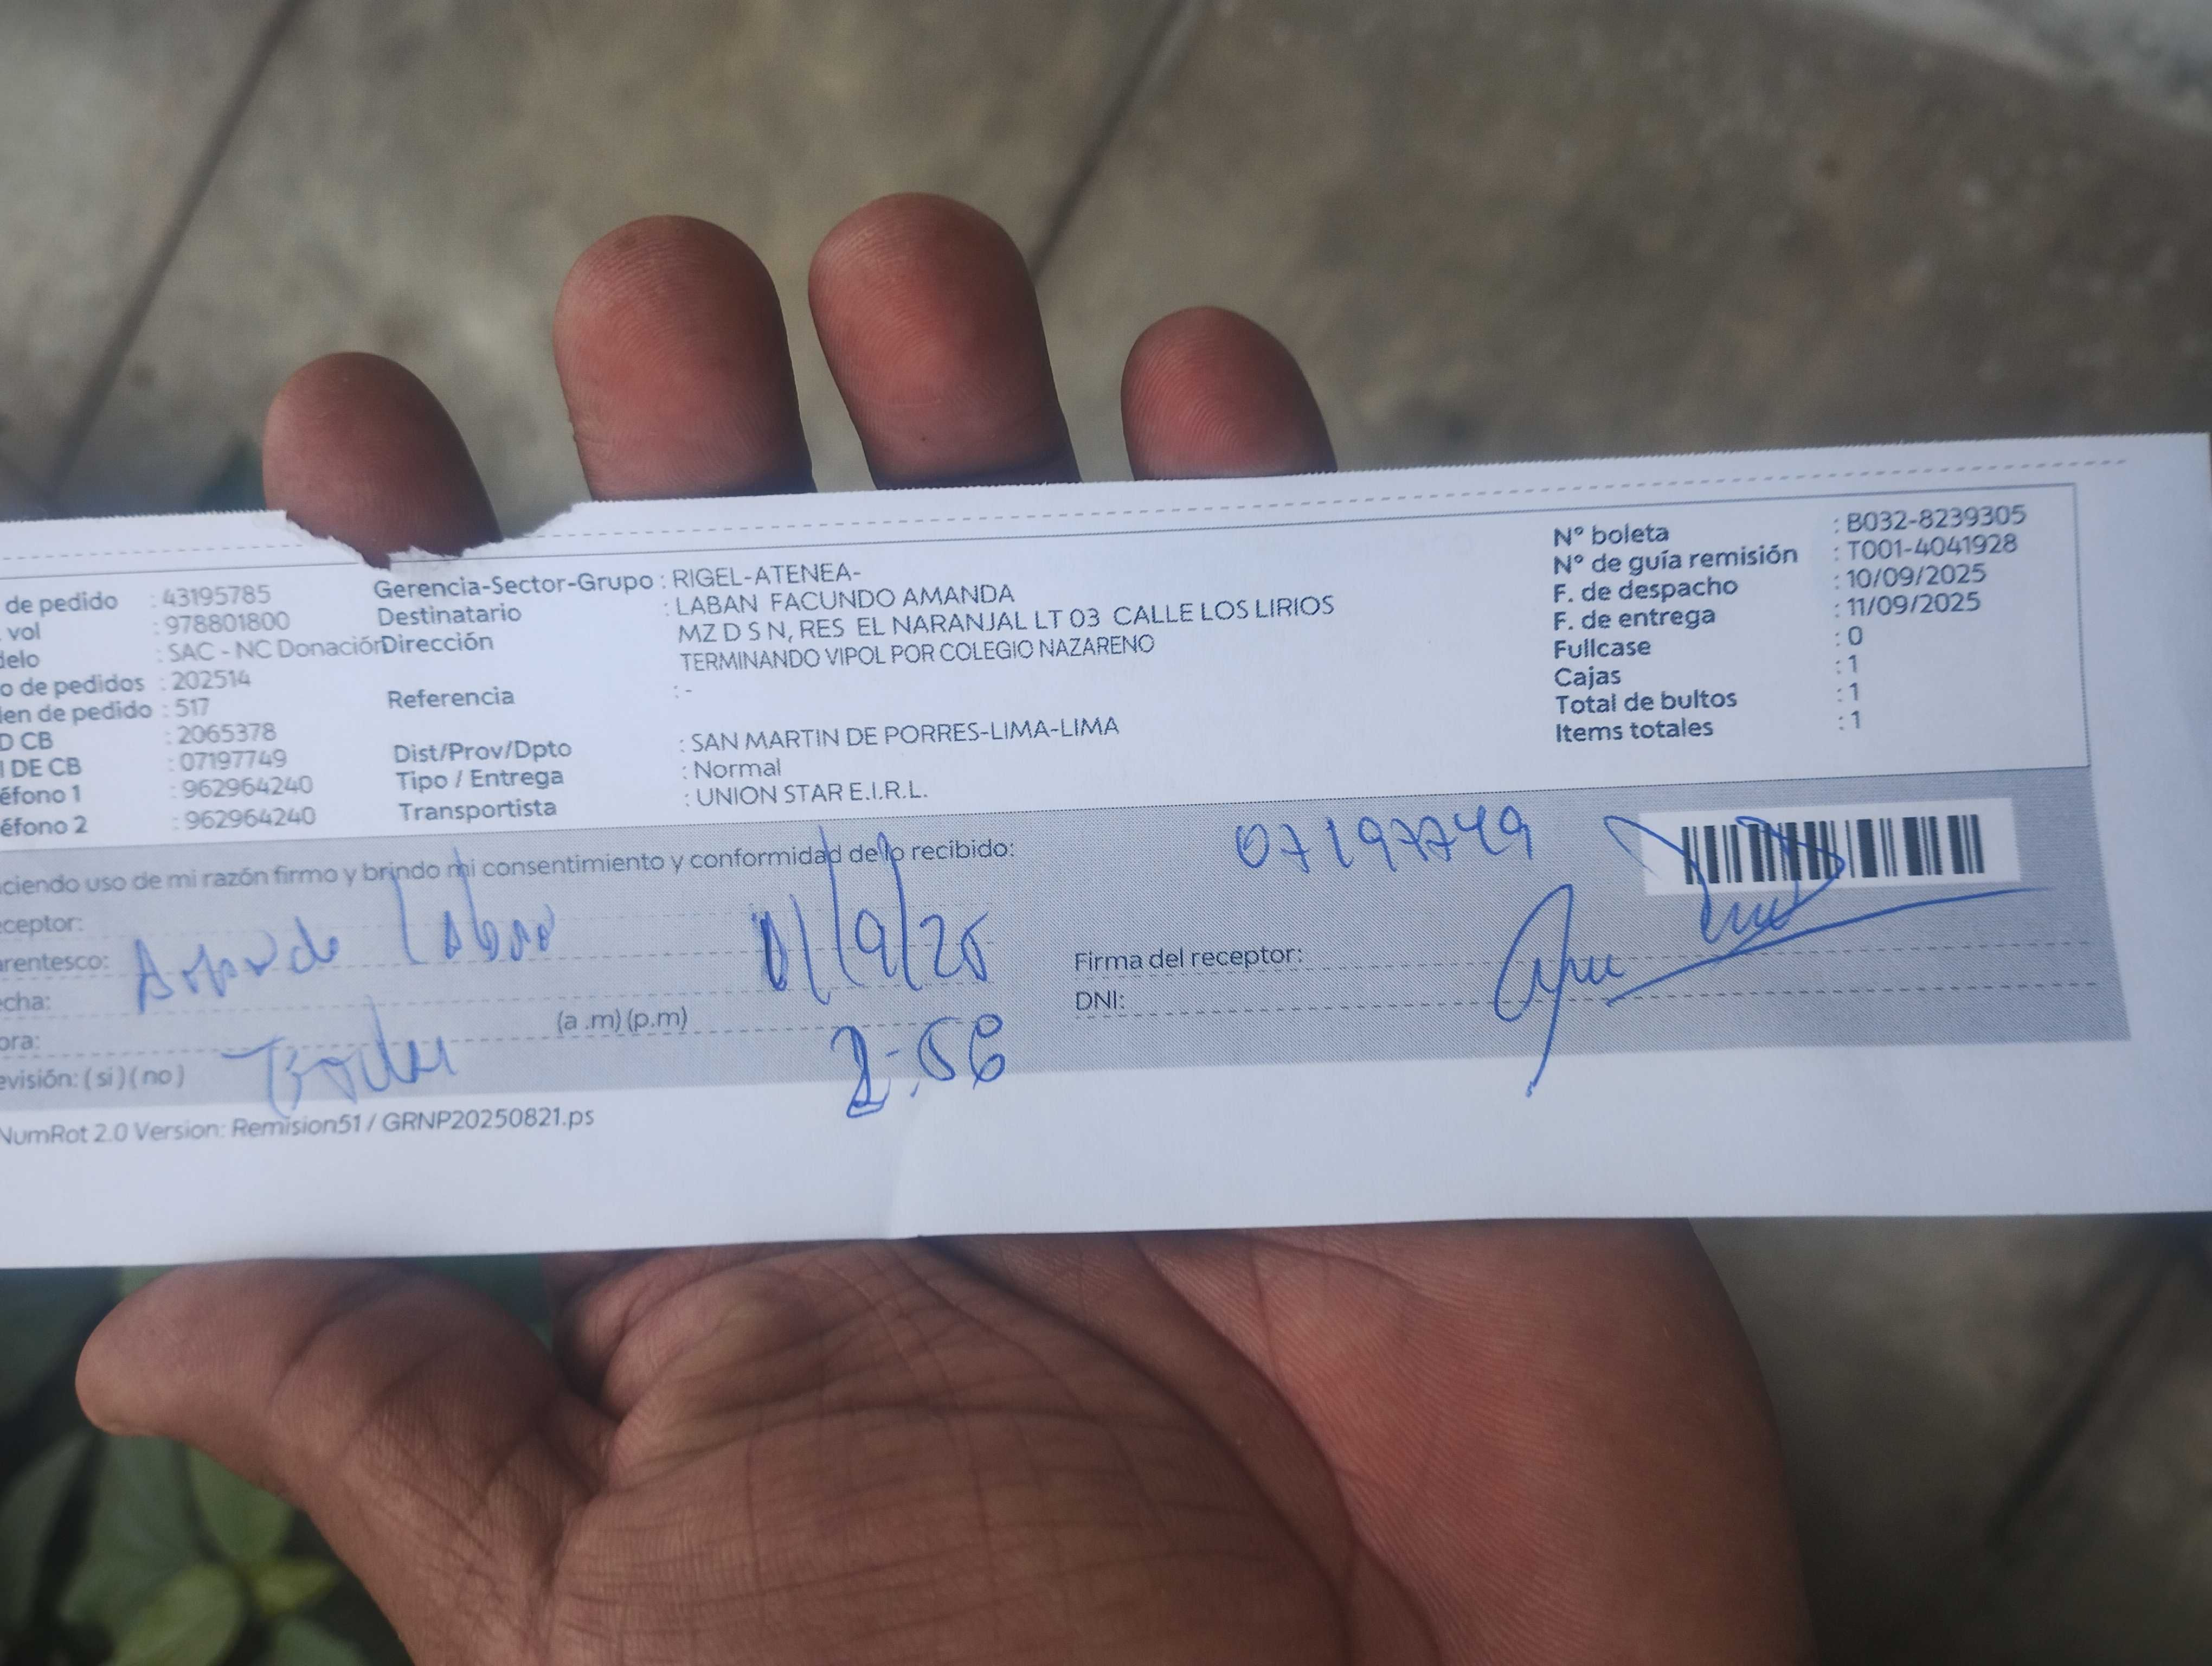 de pedido : 43195785
vol : 978801800
delo : SAC - NC Donación
o de pedidos : 202514
en de pedido : 517
D CB : 2065378
I DE CB : 07197749
éfono 1 : 962964240
éfono 2 : 962964240
Gerencia-Sector-Grupo : RIGEL-ATENEA-
Destinatario : LABAN FACUNDO AMANDA
Dirección MZ D S N, RES EL NARANJAL LT 03 CALLE LOS LIRIOS
TERMINANDO VIPOL POR COLEGIO NAZARENO
Referencia : -
Dist/Prov/Dpto : SAN MARTIN DE PORRES-LIMA-LIMA
Tipo / Entrega : Normal
Transportista : UNION STAR E.I.R.L.
N° boleta : B032-8239305
N° de guía remisión : T001-4041928
F. de despacho : 10/09/2025
F. de entrega : 11/09/2025
Fullcase : 0
Cajas : 1
Total de bultos : 1
Items totales : 1
ciendo uso de mi razón firmo y brindo mi consentimiento y conformidad de lo recibido:
07197749
ceptor:
rentesco:
echa:
ora: (a .m) (p.m)
evisión: ( si ) ( no )
11/9/25
2:56
Firma del receptor:
DNI:
NumRot 2.0 Version: Remision51 / GRNP20250821.ps